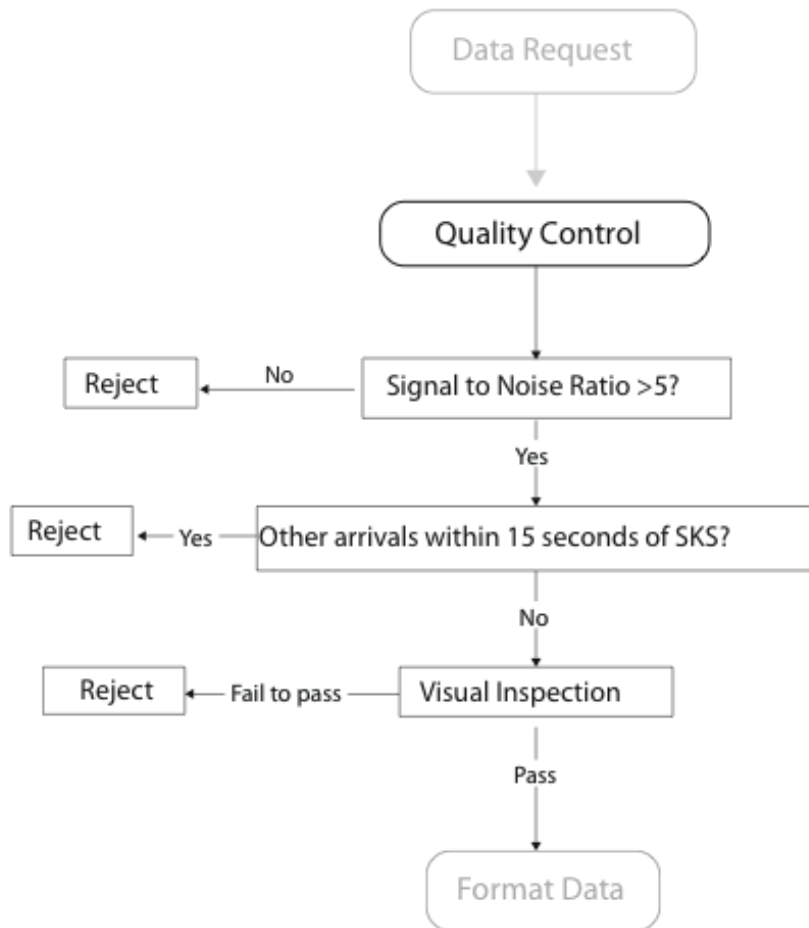 Data Request
Quality Control
Reject
No
Signal to Noise Ratio >5?
Yes
Reject
Yes
Other arrivals within 15 seconds of SKS?
No
Reject
Fail to pass
Visual Inspection
Pass
Format Data